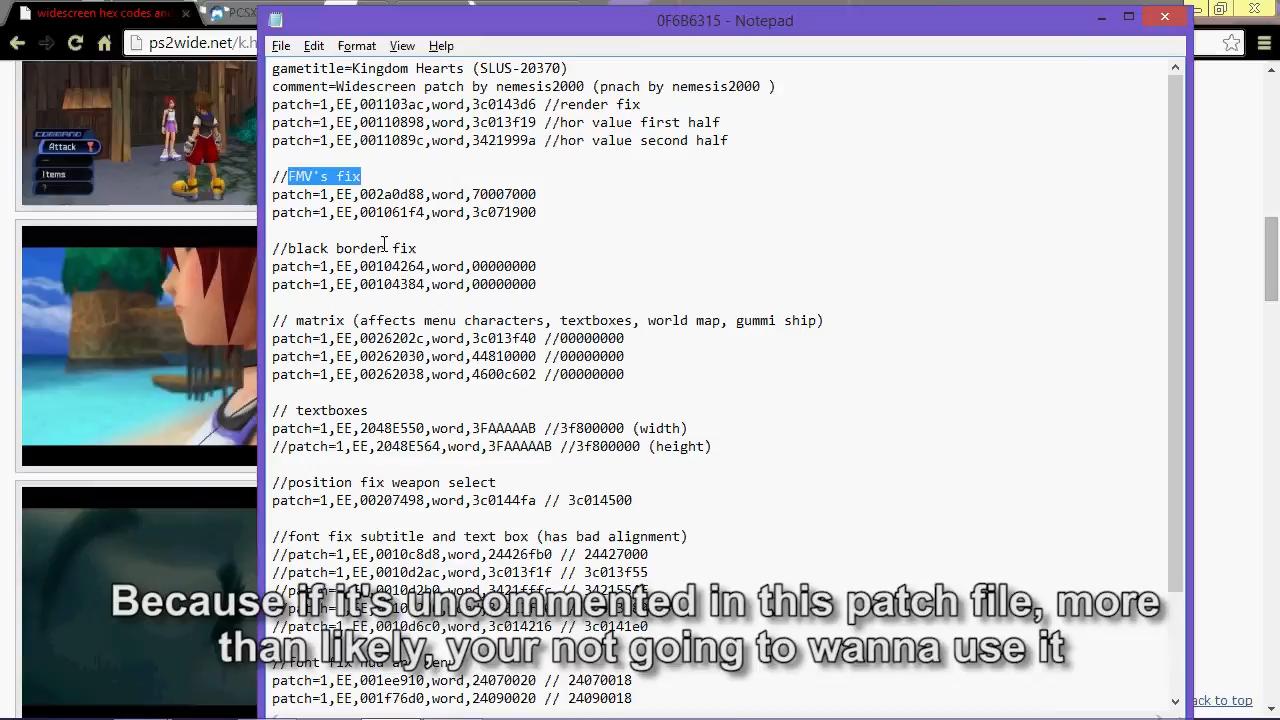 widescreen hex codes and
PCSX
0F6B6315 - Notepad
ps2wide.net/k.h
File Edit Format View Help
gametitle=Kingdom Hearts (SLUS-20370)
comment=Widescreen patch by nemesis2000 (pnach by nemesis2000 )
patch=1,EE,001103ac,word,3c0143d6 //render fix
patch=1,EE,00110898,word,3c013f19 //hor value first half
patch=1,EE,0011089c,word,3421999a //hor value second half
//FMV's fix
patch=1,EE,002a0d88,word,70007000
patch=1,EE,001061f4,word,3c071900
//black border fix
patch=1,EE,00104264,word,00000000
patch=1,EE,00104384,word,00000000
// matrix (affects menu characters, textboxes, world map, gummi ship)
patch=1,EE,0026202c,word,3c013f40 //00000000
patch=1,EE,00262030,word,44810000 //00000000
patch=1,EE,00262038,word,4600c602 //00000000
// textboxes
patch=1,EE,2048E550,word,3FAAAAAB //3f800000 (width)
//patch=1,EE,2048E564,word,3FAAAAAB //3f800000 (height)
//position fix weapon select
patch=1,EE,00207498,word,3c0144fa // 3c014500
//font fix subtitle and text box (has bad alignment)
//patch=1,EE,0010c8d8,word,24426fb0 // 24427000
//patch=1,EE,0010d2ac,word,3c013f1f // 3c013f55
Because if it's uncommented in this patch file, more
than likely, your not going to wanna use it
patch=1,EE,001ee910,word,24070020 // 24070018
patch=1,EE,001f76d0,word,24090020 // 24090018
COMMAND
Attack
Items
ack to top